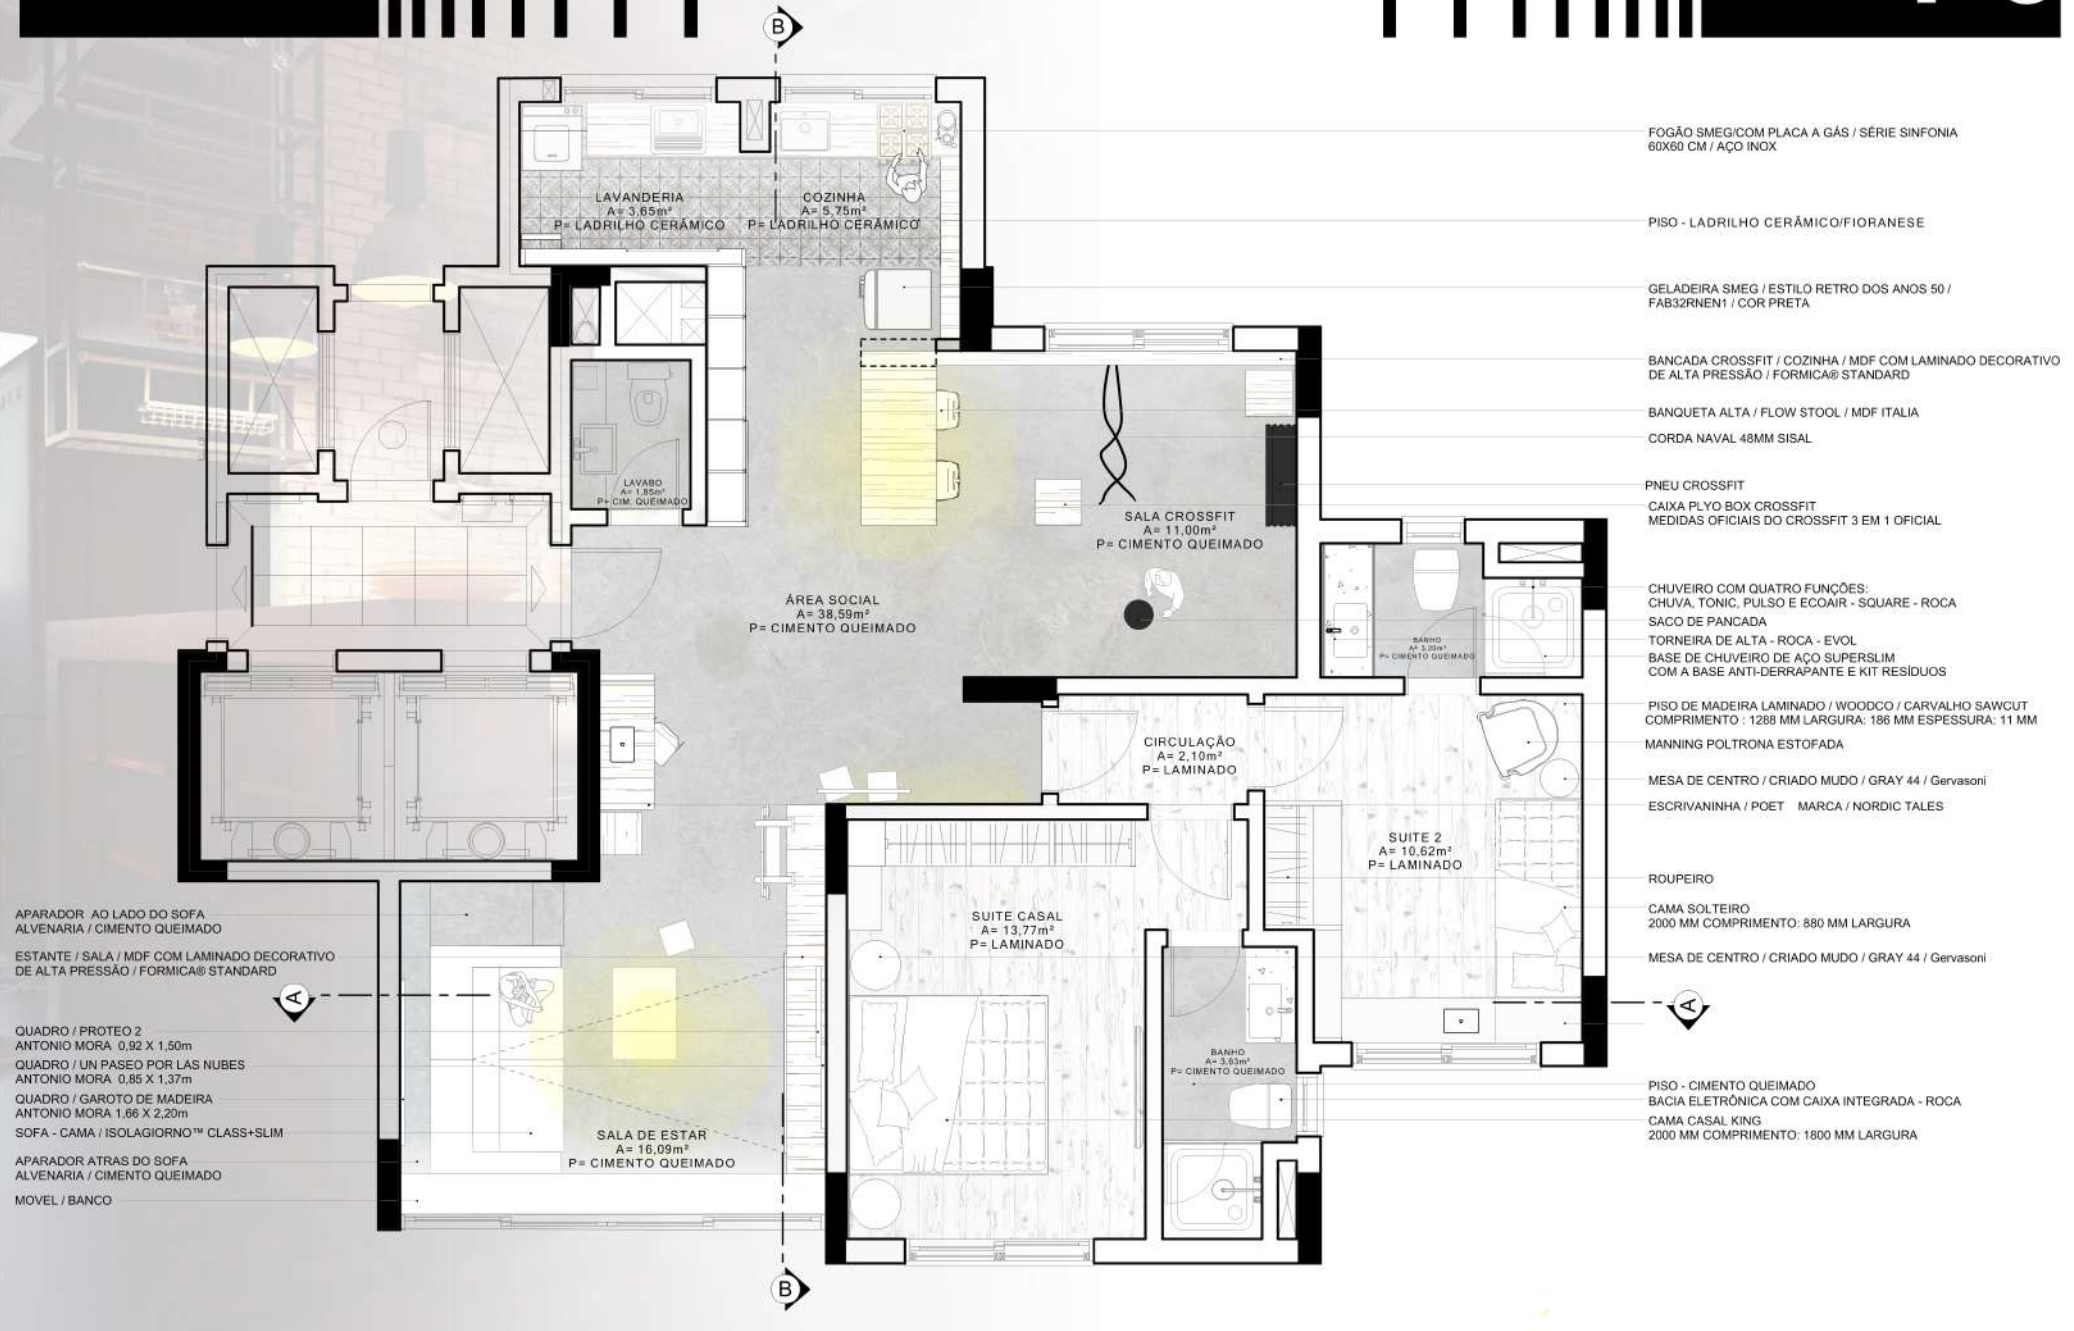 B
FOGÃO SMEG/COM PLACA A GÁS / SÉRIE SINFONIA
60X60 CM / AÇO INOX
LAVANDERIA
A= 3,65m²
P= LADRILHO CERÂMICO
COZINHA
A= 5,75m²
P= LADRILHO CERÂMICO
PISO - LADRILHO CERÂMICO/FIORANESE
GELADEIRA SMEG / ESTILO RETRO DOS ANOS 50 /
FAB32RNEN1 / COR PRETA
BANCADA CROSSFIT / COZINHA / MDF COM LAMINADO DECORATIVO
DE ALTA PRESSÃO / FORMICA® STANDARD
BANQUETA ALTA / FLOW STOOL / MDF ITALIA
CORDA NAVAL 48MM SISAL
PNEU CROSSFIT
CAIXA PLYO BOX CROSSFIT
MEDIDAS OFICIAIS DO CROSSFIT 3 EM 1 OFICIAL
LAVABO
A= 1,85m²
P= CIM. QUEIMADO
SALA CROSSFIT
A= 11,00m²
P= CIMENTO QUEIMADO
ÁREA SOCIAL
A= 38,59m²
P= CIMENTO QUEIMADO
CHUVEIRO COM QUATRO FUNÇÕES:
CHUVA, TONIC, PULSO E ECOAIR - SQUARE - ROCA
SACO DE PANCADA
TORNEIRA DE ALTA - ROCA - EVOL
BASE DE CHUVEIRO DE AÇO SUPERSLIM
COM A BASE ANTI-DERRAPANTE E KIT RESÍDUOS
BANHO
A= 3,20m²
P= CIMENTO QUEIMADO
PISO DE MADEIRA LAMINADO / WOODCO / CARVALHO SAWCUT
COMPRIMENTO : 1288 MM LARGURA: 186 MM ESPESSURA: 11 MM
MANNING POLTRONA ESTOFADA
MESA DE CENTRO / CRIADO MUDO / GRAY 44 / Gervasoni
ESCRIVANINHA / POET MARCA / NORDIC TALES
CIRCULAÇÃO
A= 2,10m²
P= LAMINADO
SUITE 2
A= 10,62m²
P= LAMINADO
ROUPEIRO
CAMA SOLTEIRO
2000 MM COMPRIMENTO: 880 MM LARGURA
MESA DE CENTRO / CRIADO MUDO / GRAY 44 / Gervasoni
SUITE CASAL
A= 13,77m²
P= LAMINADO
APARADOR AO LADO DO SOFA
ALVENARIA / CIMENTO QUEIMADO
ESTANTE / SALA / MDF COM LAMINADO DECORATIVO
DE ALTA PRESSÃO / FORMICA® STANDARD
A
A
QUADRO / PROTEO 2
ANTONIO MORA 0,92 X 1,50m
QUADRO / UN PASEO POR LAS NUBES
ANTONIO MORA 0,85 X 1,37m
QUADRO / GAROTO DE MADEIRA
ANTONIO MORA 1,66 X 2,20m
SOFA - CAMA / ISOLAGIORNO™ CLASS+SLIM
APARADOR ATRAS DO SOFA
ALVENARIA / CIMENTO QUEIMADO
MOVEL / BANCO
SALA DE ESTAR
A= 16,09m²
P= CIMENTO QUEIMADO
BANHO
A= 3,63m²
P= CIMENTO QUEIMADO
PISO - CIMENTO QUEIMADO
BACIA ELETRÔNICA COM CAIXA INTEGRADA - ROCA
CAMA CASAL KING
2000 MM COMPRIMENTO: 1800 MM LARGURA
B